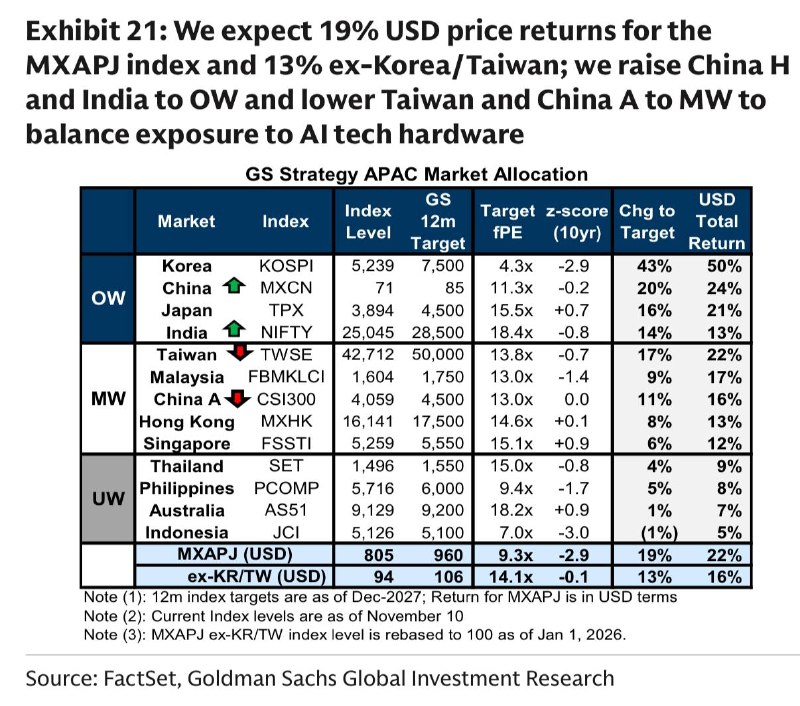 Exhibit 21: We expect 19% USD price returns for the
MXAPJ index and 13% ex-Korea/Taiwan; we raise China H
and India to OW and lower Taiwan and China A to MW to
balance exposure to AI tech hardware
GS Strategy APAC Market Allocation
Market Index Index Level GS 12m Target Target fPE z-score (10yr) Chg to Target USD Total Return
OW
Korea KOSPI 5,239 7,500 4.3x -2.9 43% 50%
China MXCN 71 85 11.3x -0.2 20% 24%
Japan TPX 3,894 4,500 15.5x +0.7 16% 21%
India NIFTY 25,045 28,500 18.4x -0.8 14% 13%
MW
Taiwan TWSE 42,712 50,000 13.8x -0.7 17% 22%
Malaysia FBMKLCI 1,604 1,750 13.0x -1.4 9% 17%
China A CSI300 4,059 4,500 13.0x 0.0 11% 16%
Hong Kong MXHK 16,141 17,500 14.6x +0.1 8% 13%
Singapore FSSTI 5,259 5,550 15.1x +0.9 6% 12%
UW
Thailand SET 1,496 1,550 15.0x -0.8 4% 9%
Philippines PCOMP 5,716 6,000 9.4x -1.7 5% 8%
Australia AS51 9,129 9,200 18.2x +0.9 1% 7%
Indonesia JCI 5,126 5,100 7.0x -3.0 (1%) 5%
MXAPJ (USD) 805 960 9.3x -2.9 19% 22%
ex-KR/TW (USD) 94 106 14.1x -0.1 13% 16%
Note (1): 12m index targets are as of Dec-2027; Return for MXAPJ is in USD terms
Note (2): Current Index levels are as of November 10
Note (3): MXAPJ ex-KR/TW index level is rebased to 100 as of Jan 1, 2026.
Source: FactSet, Goldman Sachs Global Investment Research